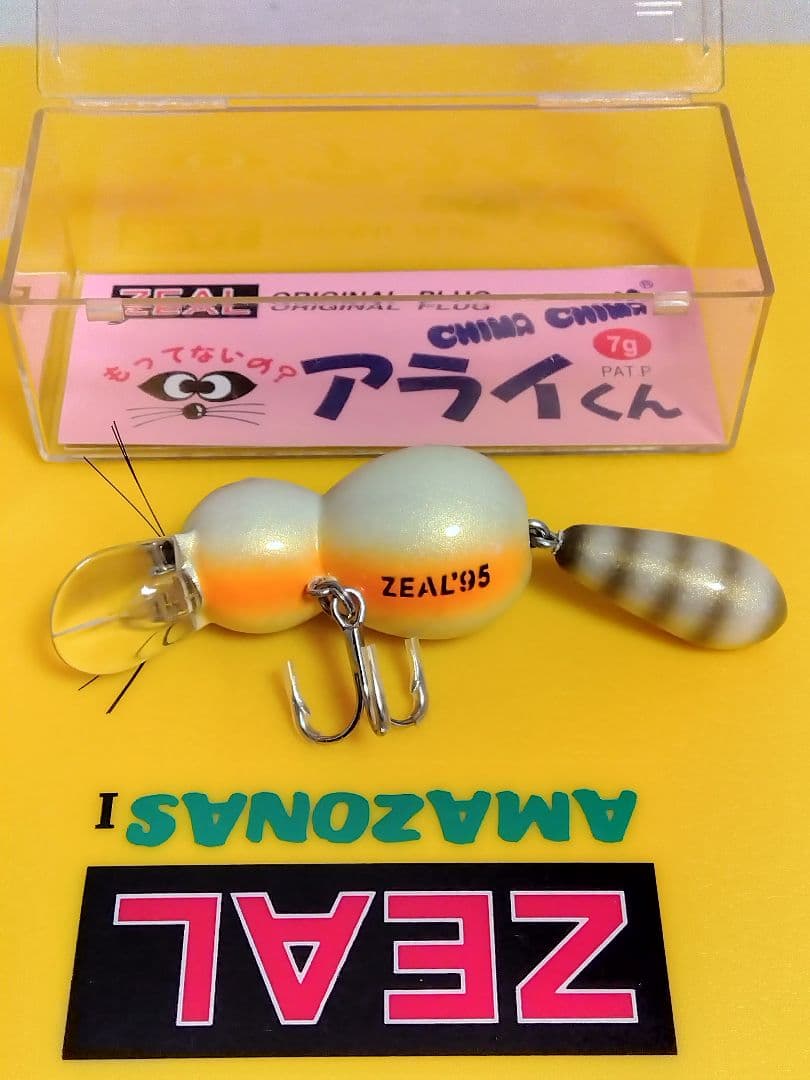 ZEAL ORIGINAL PLUG
CHIMA CHIMA ®
もってないの?
アライくん
7g
PAT.P
ZEAL'95
AMAZONAS I
ZEAL